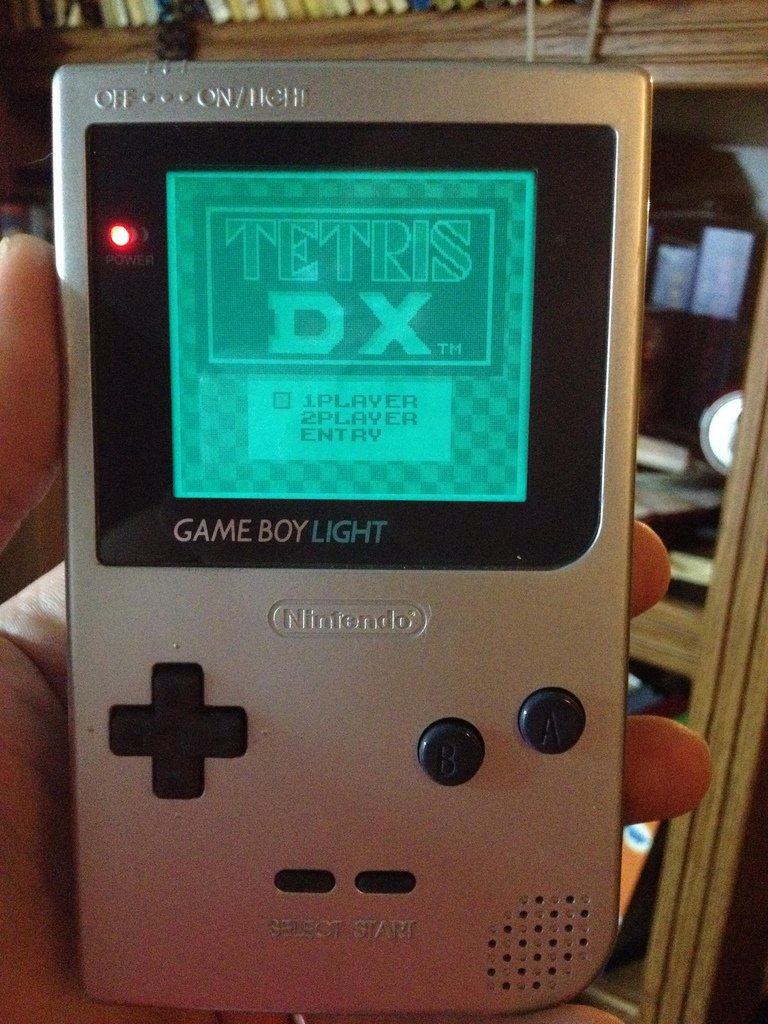 OFF ON/LIGHT
POWER
TETRIS
DX TM
1PLAYER
2PLAYER
ENTRY
GAME BOY LIGHT
Nintendo
A
B
SELECT START